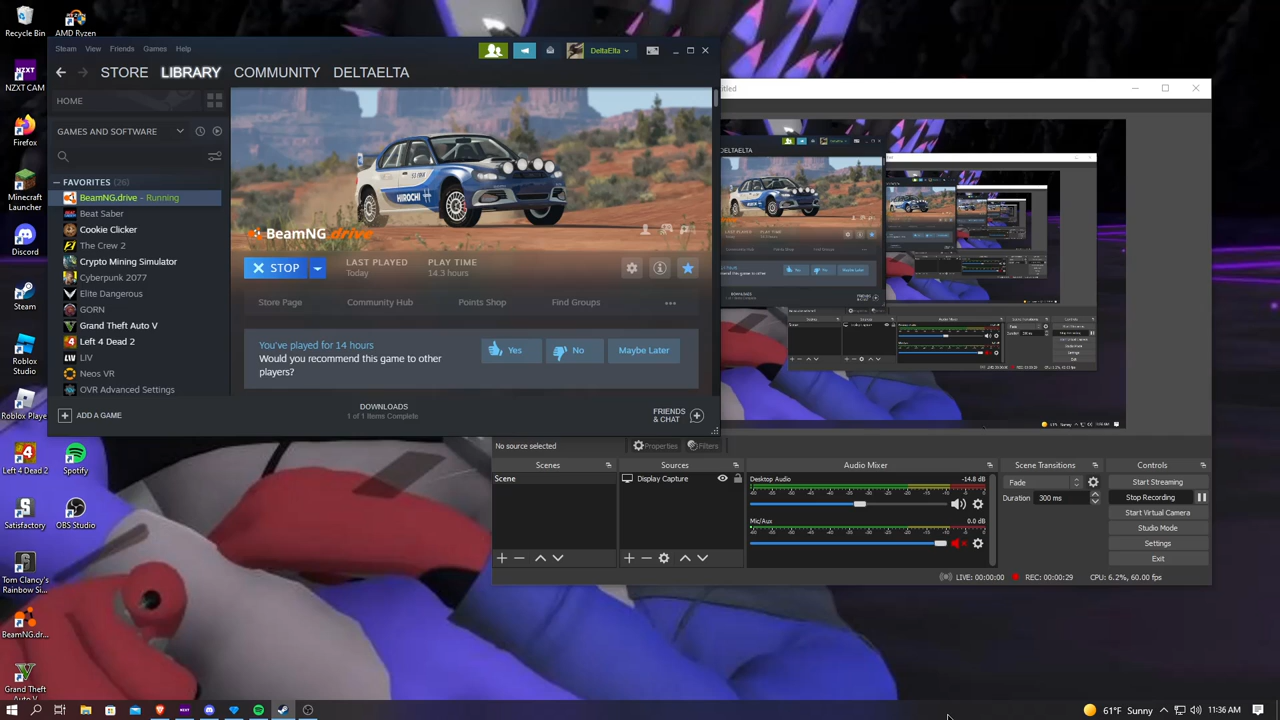 Recycle Bin
AMD Ryzen
NZXT CAM
Firefox
Minecraft
Launcher
Discord
Steam
Roblox
Studio
Roblox Player
Left 4 Dead 2
Spotify
Satisfactory
OBS Studio
Tom Clancy's
Rainbow Si...
BeamNG.dr...
Grand Theft
Auto V
Steam View Friends Games Help
DeltaElta
STORE LIBRARY COMMUNITY DELTAELTA
HOME
GAMES AND SOFTWARE
FAVORITES (26)
BeamNG.drive - Running
Beat Saber
Cookie Clicker
The Crew 2
Crypto Mining Simulator
Cyberpunk 2077
Elite Dangerous
GORN
Grand Theft Auto V
Left 4 Dead 2
LIV
Neos VR
OVR Advanced Settings
ADD A GAME
HIROCHI
BeamNG drive
STOP
LAST PLAYED
Today
PLAY TIME
14.3 hours
Store Page Community Hub Points Shop Find Groups
You've played for 14 hours
Would you recommend this game to other
players?
Yes No Maybe Later
DOWNLOADS
1 of 1 Items Complete
FRIENDS
& CHAT
DELTAELTA
No source selected
Properties Filters
Scenes
Scene
Sources
Display Capture
Audio Mixer
Desktop Audio -14.8 dB
Mic/Aux 0.0 dB
Scene Transitions
Fade
Duration 300 ms
Controls
Start Streaming
Stop Recording
Start Virtual Camera
Studio Mode
Settings
Exit
LIVE: 00:00:00 REC: 00:00:29 CPU: 6.2%, 60.00 fps
61°F Sunny 11:36 AM